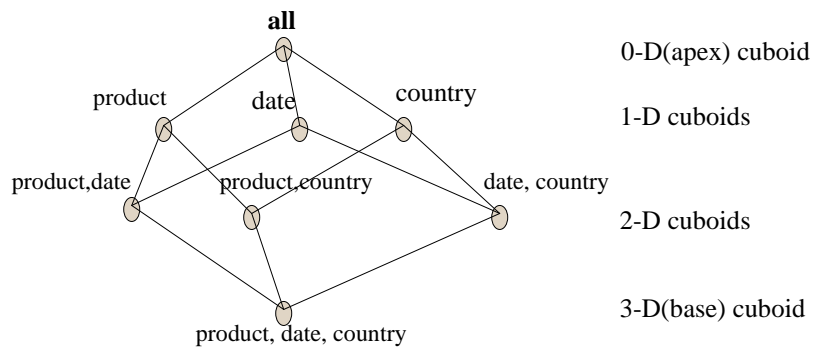 all
0-D(apex) cuboid
product
date
country
1-D cuboids
product,date
product,country
date, country
2-D cuboids
3-D(base) cuboid
product, date, country